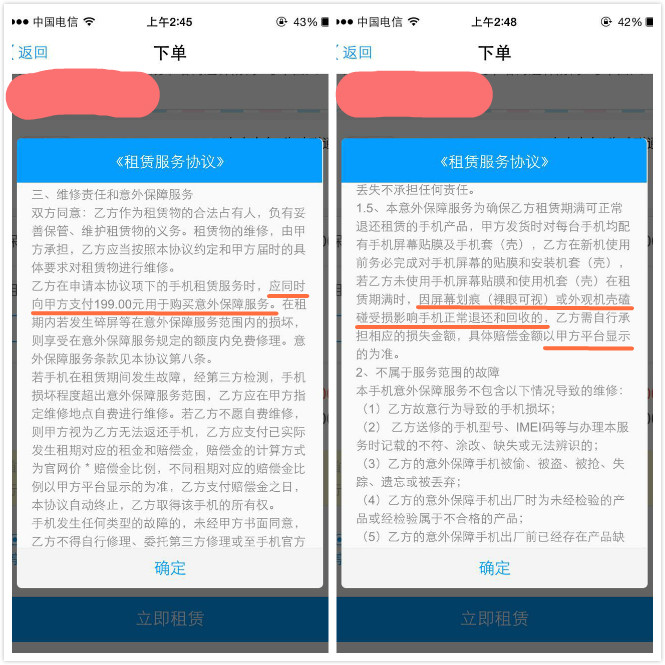 中国电信
上午2:45
43%
返回
下单
《租赁服务协议》
三、维修责任和意外保障服务
双方同意：乙方作为租赁物的合法占有人，负有妥
善保管、维护租赁物的义务。租赁物的维修，由甲
方承担，乙方应当按照本协议约定和甲方届时的具
体要求对租赁物进行维修。
乙方在申请本协议项下的手机租赁服务时，应同时
向甲方支付199.00元用于购买意外保障服务。在租
期内若发生碎屏等在意外保障服务范围内的损坏，
则享受在意外保障服务规定的额度内免费修理。意
外保障服务条款见本协议第八条。
若手机在租赁期间发生故障，经第三方检测，手机
损坏程度超出意外保障服务范围，乙方应在甲方指
定维修地点自费进行维修。若乙方不愿自费维修，
则甲方视为乙方无法返还手机，乙方应支付已实际
发生租期对应的租金和赔偿金，赔偿金的计算方式
为官网价 * 赔偿金比例，不同租期对应的赔偿金比
例以甲方平台显示的为准，乙方支付赔偿金之日，
本协议自动终止，乙方取得该手机的所有权。
手机发生任何类型的故障的，未经甲方书面同意，
乙方不得自行修理、委托第三方修理或至手机官方
确定
立即租赁
中国电信
上午2:48
42%
返回
下单
《租赁服务协议》
丢失不承担任何责任。
1.5、本意外保障服务为确保乙方租赁期满可正常
退还租赁的手机产品，甲方发货时对每台手机均配
有手机屏幕贴膜及手机套（壳），乙方在新机使用
前务必完成对手机屏幕的贴膜和安装机套（壳），
若乙方未使用手机屏幕贴膜和使用机套（壳）在租
赁期满时，因屏幕划痕（裸眼可视）或外观机壳磕
碰受损影响手机正常退还和回收的，乙方需自行承
担相应的损失金额，具体赔偿金额以甲方平台显示
的为准。
2、不属于服务范围的故障
本手机意外保障服务不包含以下情况导致的维修：
（1）乙方故意行为导致的手机损坏；
（2） 乙方送修的手机型号、IMEI码等与办理本服
务时记载的不符、涂改、缺失或无法辨识的；
（3）乙方的意外保障手机被偷、被盗、被抢、失
踪、遗忘或被丢弃；
（4）乙方的意外保障手机出厂时为未经检验的产
品或经检验属于不合格的产品；
（5）乙方的意外保障手机出厂前已经存在产品缺
确定
立即租赁